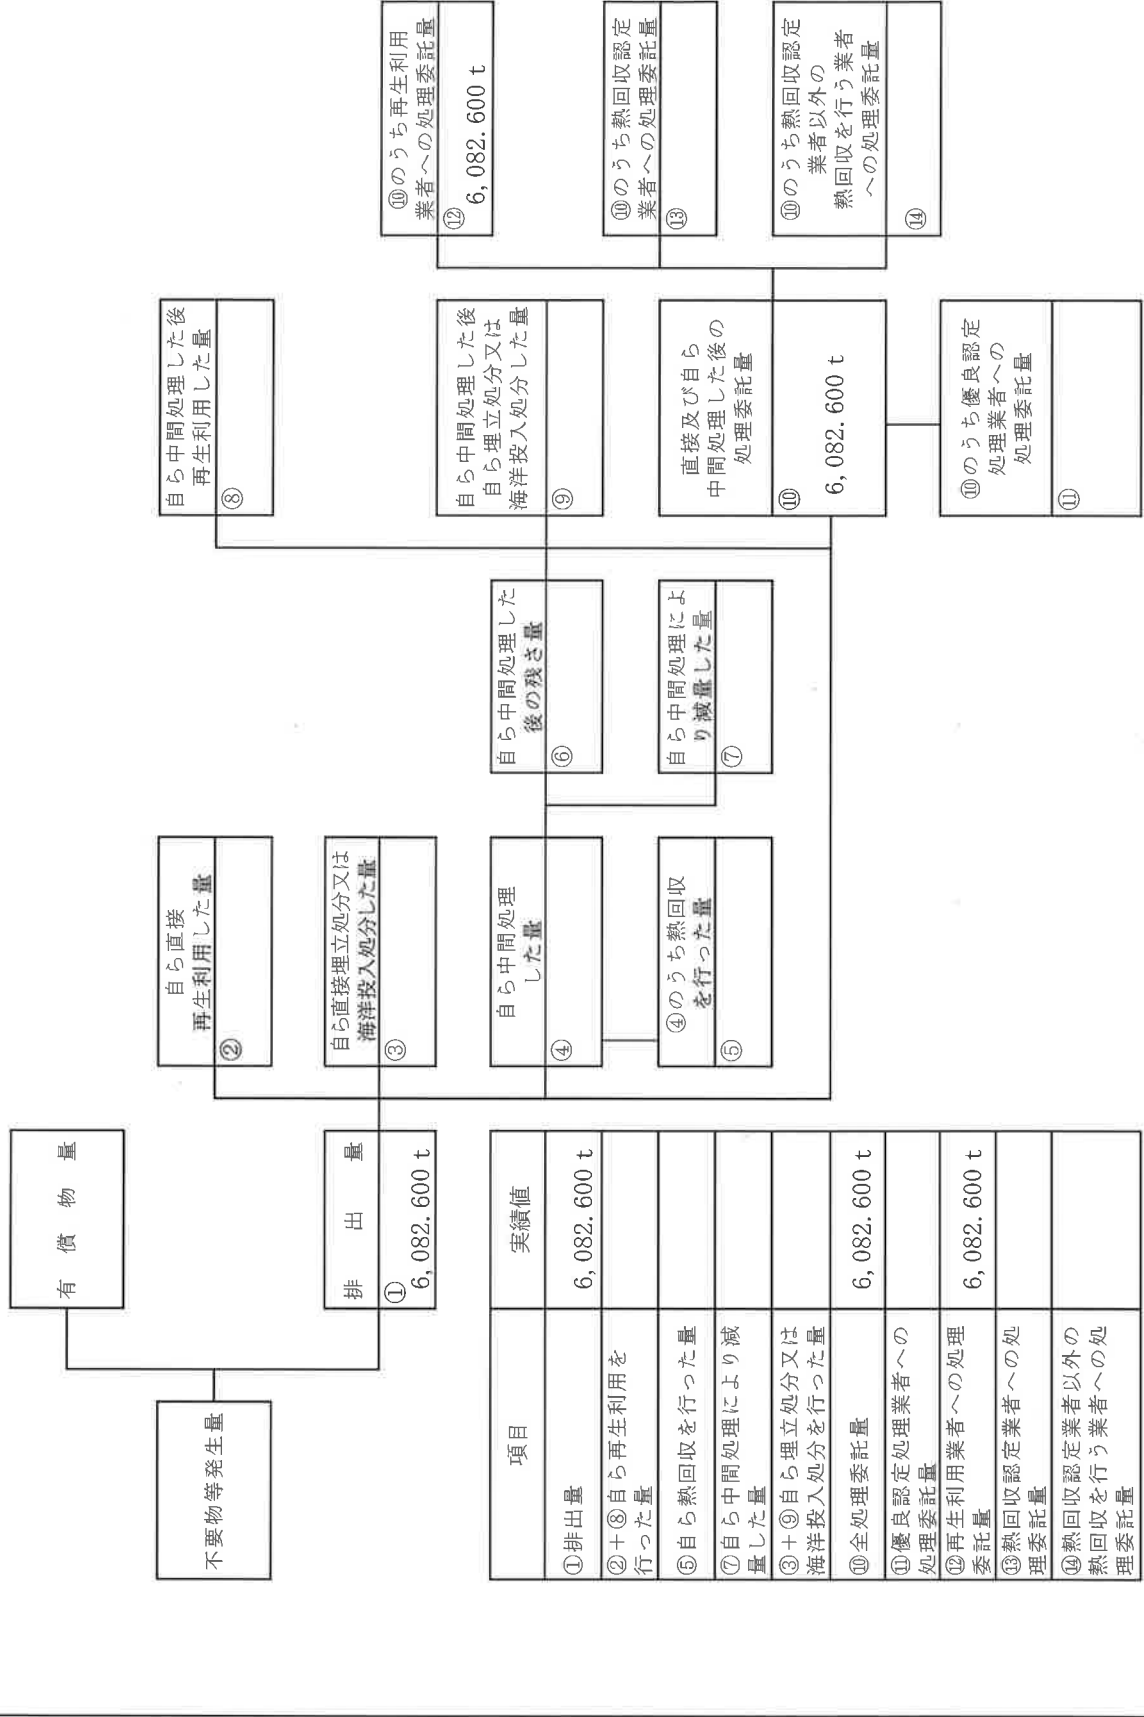 不要物等発生量
有償物量
排出量
①
6,082.600 t
自ら直接
再生利用した量
②
自ら直接埋立処分又は
海洋投入処分した量
③
自ら中間処理
した量
④
④のうち熱回収
を行った量
⑤
自ら中間処理した
後の残さ量
⑥
自ら中間処理によ
り減量した量
⑦
自ら中間処理した後
再生利用した量
⑧
自ら中間処理した後
自ら埋立処分又は
海洋投入処分した量
⑨
直接及び自ら
中間処理した後の
処理委託量
⑩
6,082.600 t
⑩のうち優良認定
処理業者への
処理委託量
⑪
⑩のうち再生利用
業者への処理委託量
⑫
6,082.600 t
⑩のうち熱回収認定
業者への処理委託量
⑬
⑩のうち熱回収認定
業者以外の
熱回収を行う業者
への処理委託量
⑭
項目 実績値
①排出量 6,082.600 t
②＋⑧自ら再生利用を
行った量
⑤自ら熱回収を行った量
⑦自ら中間処理により減
量した量
③＋⑨自ら埋立処分又は
海洋投入処分を行った量
⑩全処理委託量 6,082.600 t
⑪優良認定処理業者への
処理委託量
⑫再生利用業者への処理
委託量 6,082.600 t
⑬熱回収認定業者への処
理委託量
⑭熱回収認定業者以外の
熱回収を行う業者への処
理委託量